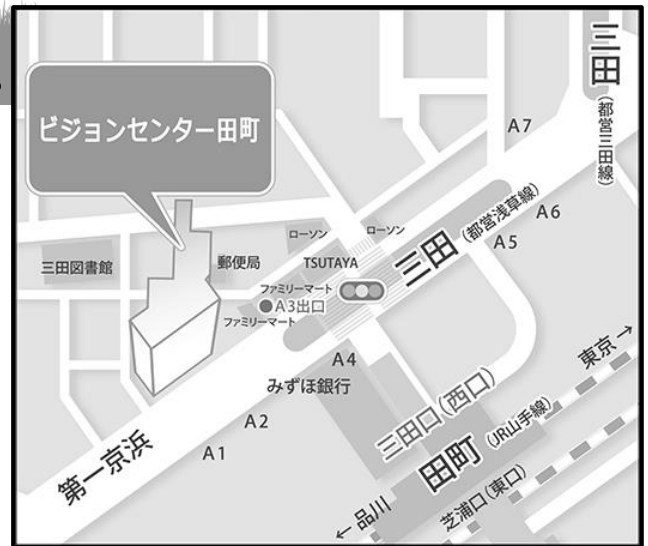 ビジョンセンター田町
三田
(都営三田線)
A7
A6
A5
三田
(都営浅草線)
ローソン
ローソン
TSUTAYA
ファミリーマート
A3出口
ファミリーマート
郵便局
三田図書館
A4
みずほ銀行
A2
A1
第一京浜
三田口(西口)
田町
(JR山手線)
東京→
←品川
芝浦口(東口)